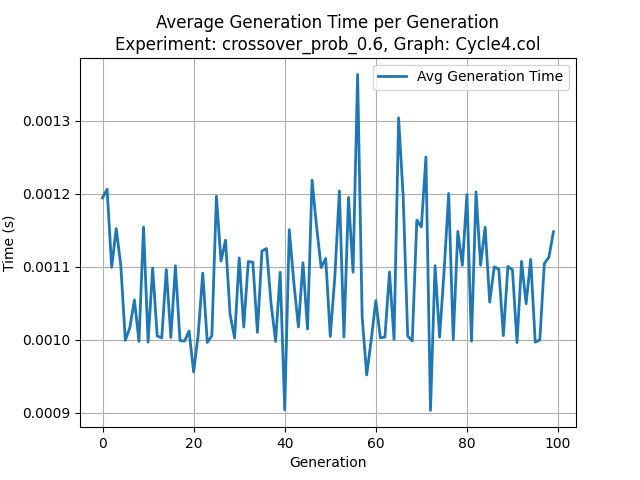 Average Generation Time per Generation
Experiment: crossover_prob_0.6, Graph: Cycle4.col
Avg Generation Time
Time (s)
0.0013
0.0012
0.0011
0.0010
0.0009
0 20 40 60 80 100
Generation